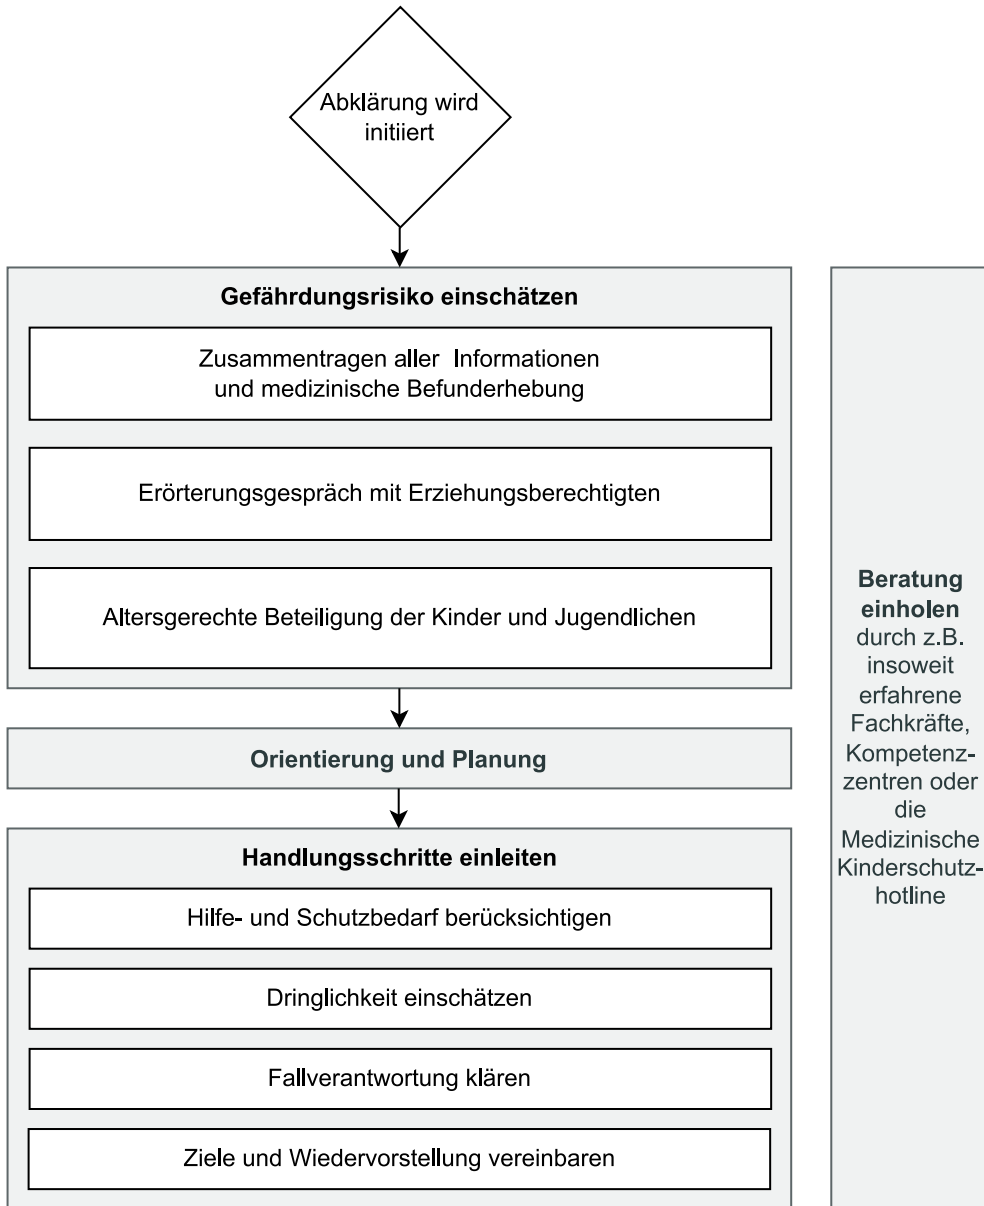 Abklärung wird
initiiert
Gefährdungsrisiko einschätzen
Zusammentragen aller Informationen
und medizinische Befunderhebung
Erörterungsgespräch mit Erziehungsberechtigten
Altersgerechte Beteiligung der Kinder und Jugendlichen
Orientierung und Planung
Handlungsschritte einleiten
Hilfe- und Schutzbedarf berücksichtigen
Dringlichkeit einschätzen
Fallverantwortung klären
Ziele und Wiedervorstellung vereinbaren
Beratung
einholen
durch z.B.
insoweit
erfahrene
Fachkräfte,
Kompetenz-
zentren oder
die
Medizinische
Kinderschutz-
hotline